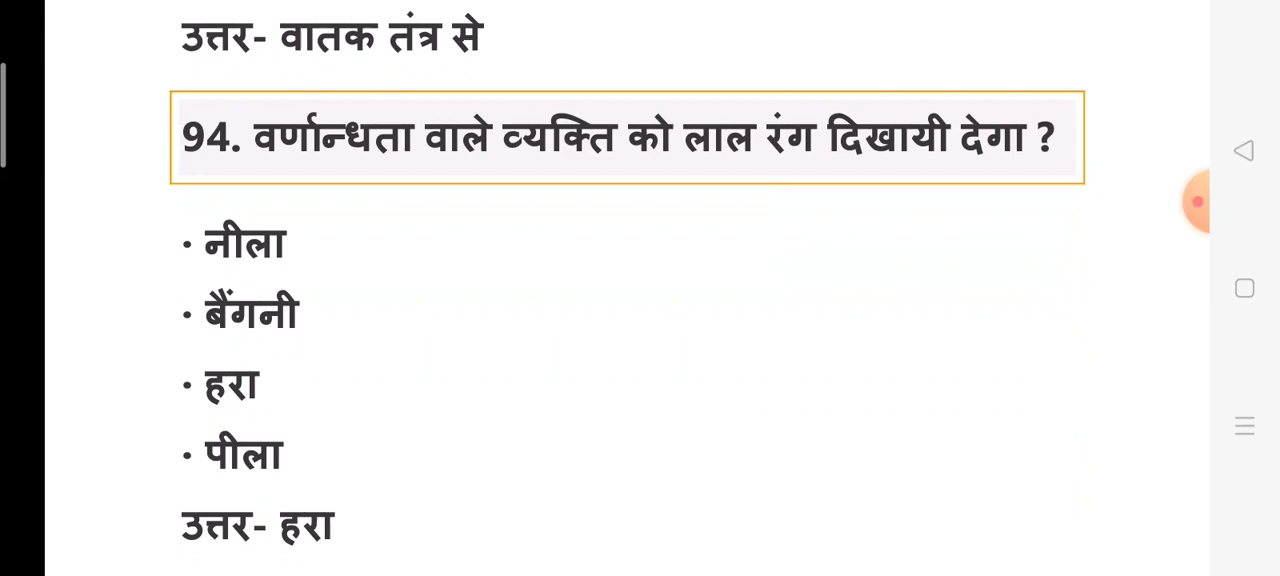 उत्तर- वातक तंत्र से
94. वर्णान्धता वाले व्यक्ति को लाल रंग दिखायी देगा ?
· नीला
· बैंगनी
· हरा
· पीला
उत्तर- हरा